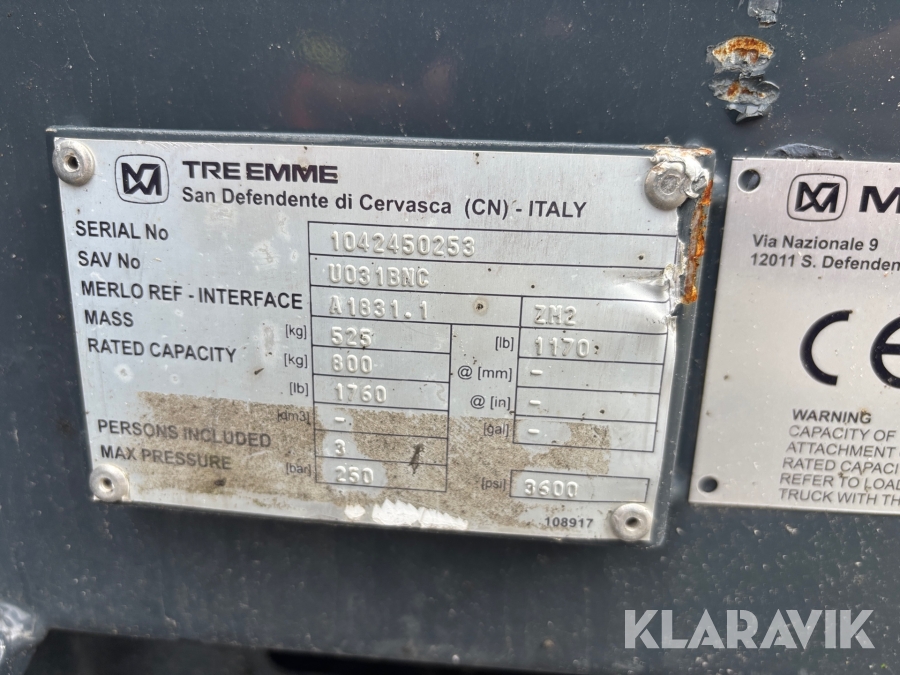 TRE EMME
San Defendente di Cervasca (CN) - ITALY
SERIAL No 1042450253
SAV No U031BNC
MERLO REF - INTERFACE A1831.1 ZM2
MASS [kg] 525 [lb] 1170
RATED CAPACITY [kg] 800 @ [mm] -
[lb] 1760 @ [in] -
[dm3] - [gal] -
PERSONS INCLUDED 3
MAX PRESSURE [bar] 250 [psi] 3600
108917
M
Via Nazionale 9
12011 S. Defenden
CE
WARNING
CAPACITY OF
ATTACHMENT
RATED CAPACI
REFER TO LOA
TRUCK WITH TH
KLARAVIK